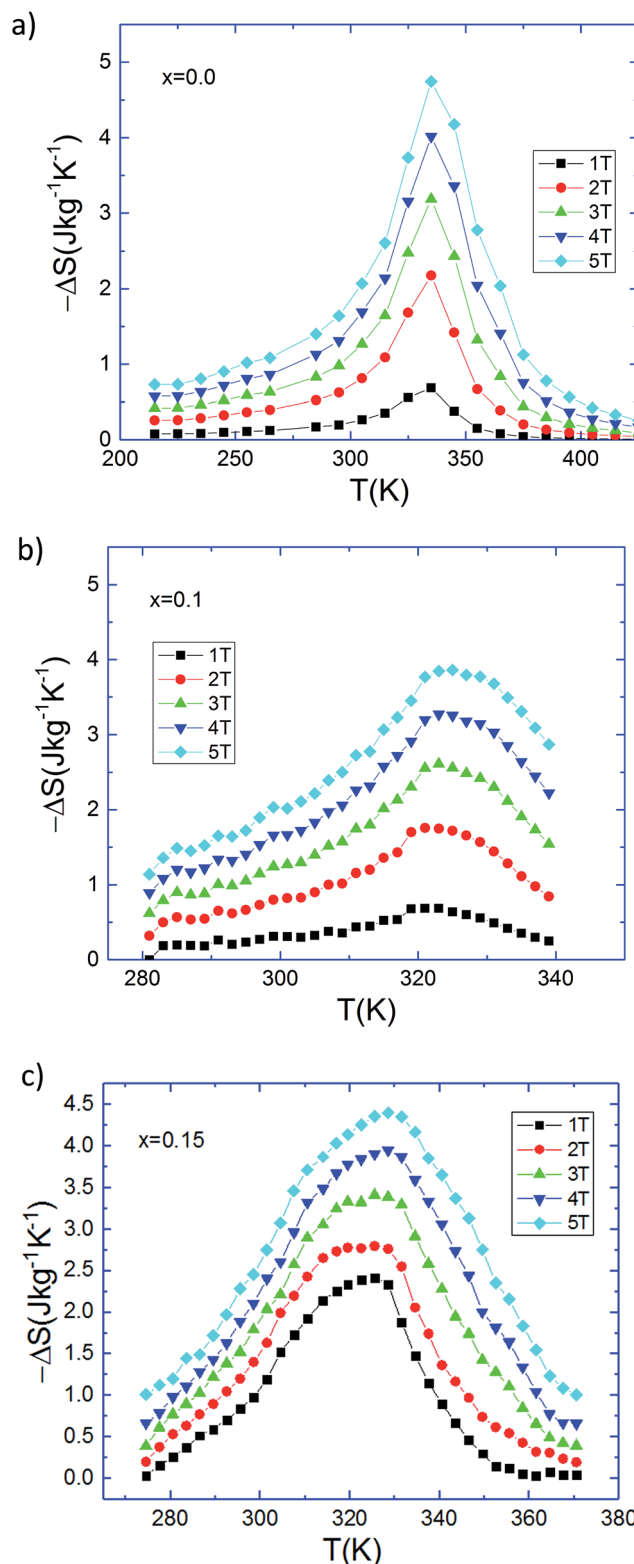 a)
5
4
3
2
1
0
−ΔS(Jkg⁻¹K⁻¹)
x=0.0
1T
2T
3T
4T
5T
200 250 300 350 400
T(K)
b)
5
4
3
2
1
0
−ΔS(Jkg⁻¹K⁻¹)
x=0.1
1T
2T
3T
4T
5T
280 300 320 340
T(K)
c)
4.5
4.0
3.5
3.0
2.5
2.0
1.5
1.0
0.5
0.0
−ΔS(Jkg⁻¹K⁻¹)
x=0.15
1T
2T
3T
4T
5T
280 300 320 340 360 380
T(K)